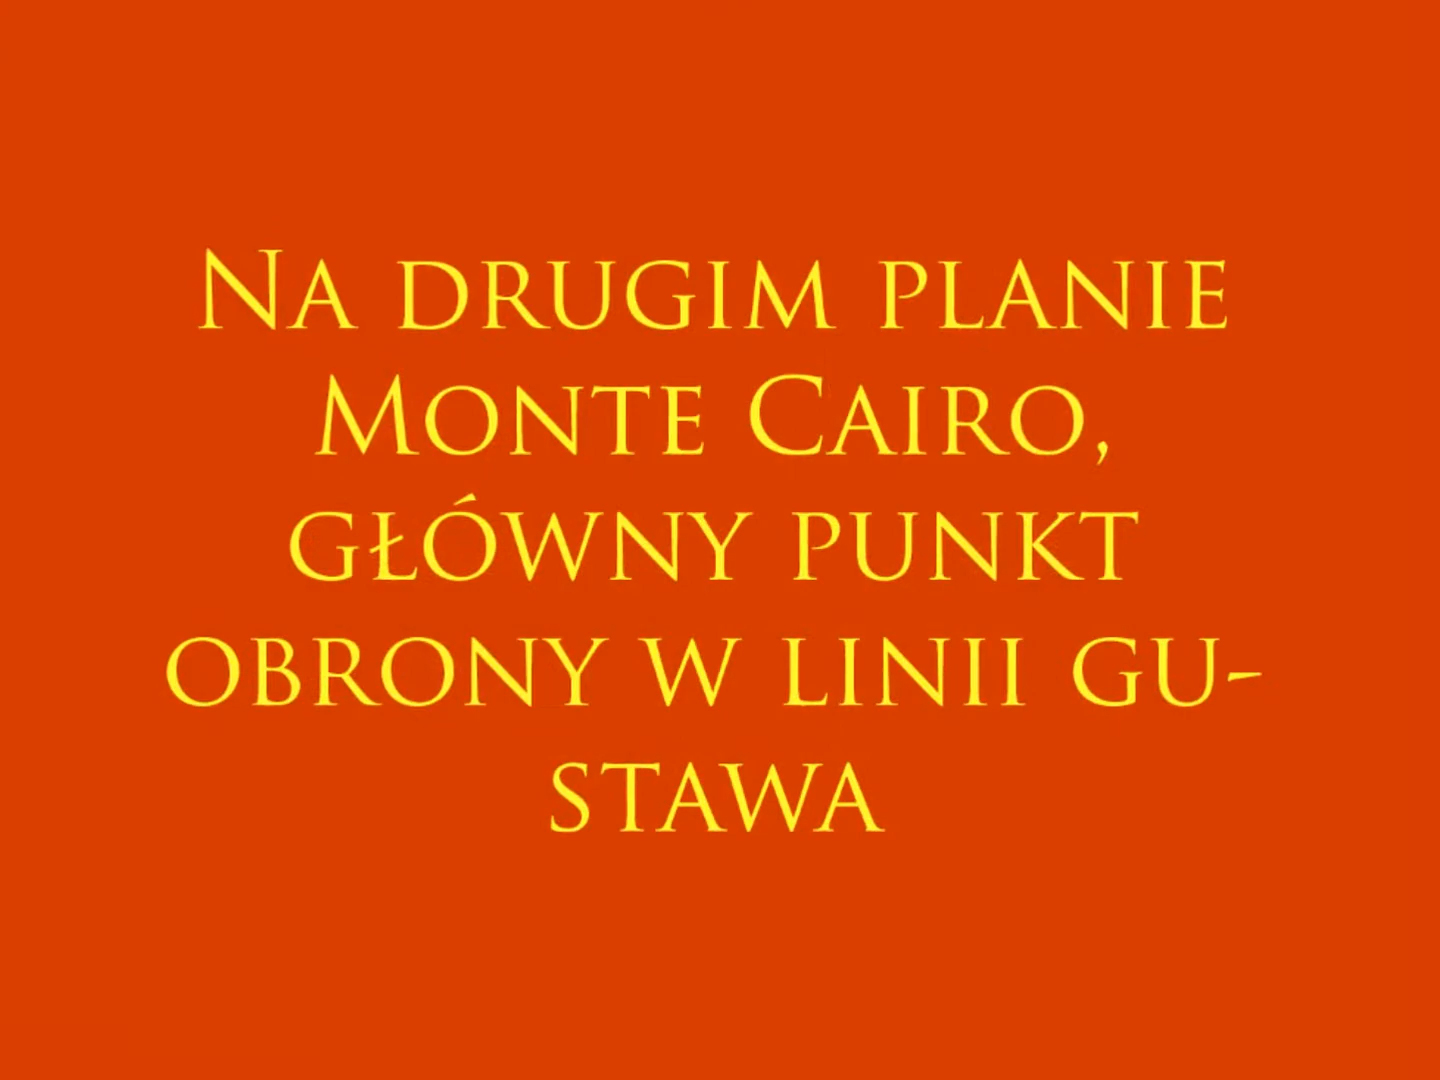 Na drugim planie
Monte Cairo,
główny punkt
obrony w linii gu-
stawa